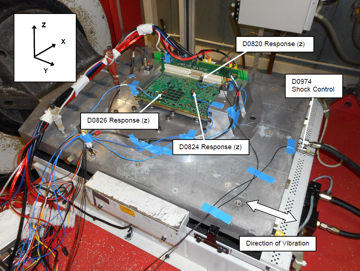 Z
X
Y
D0820 Response (z)
D0974
Shock Control
D0826 Response (z)
D0824 Response (z)
Direction of Vibration